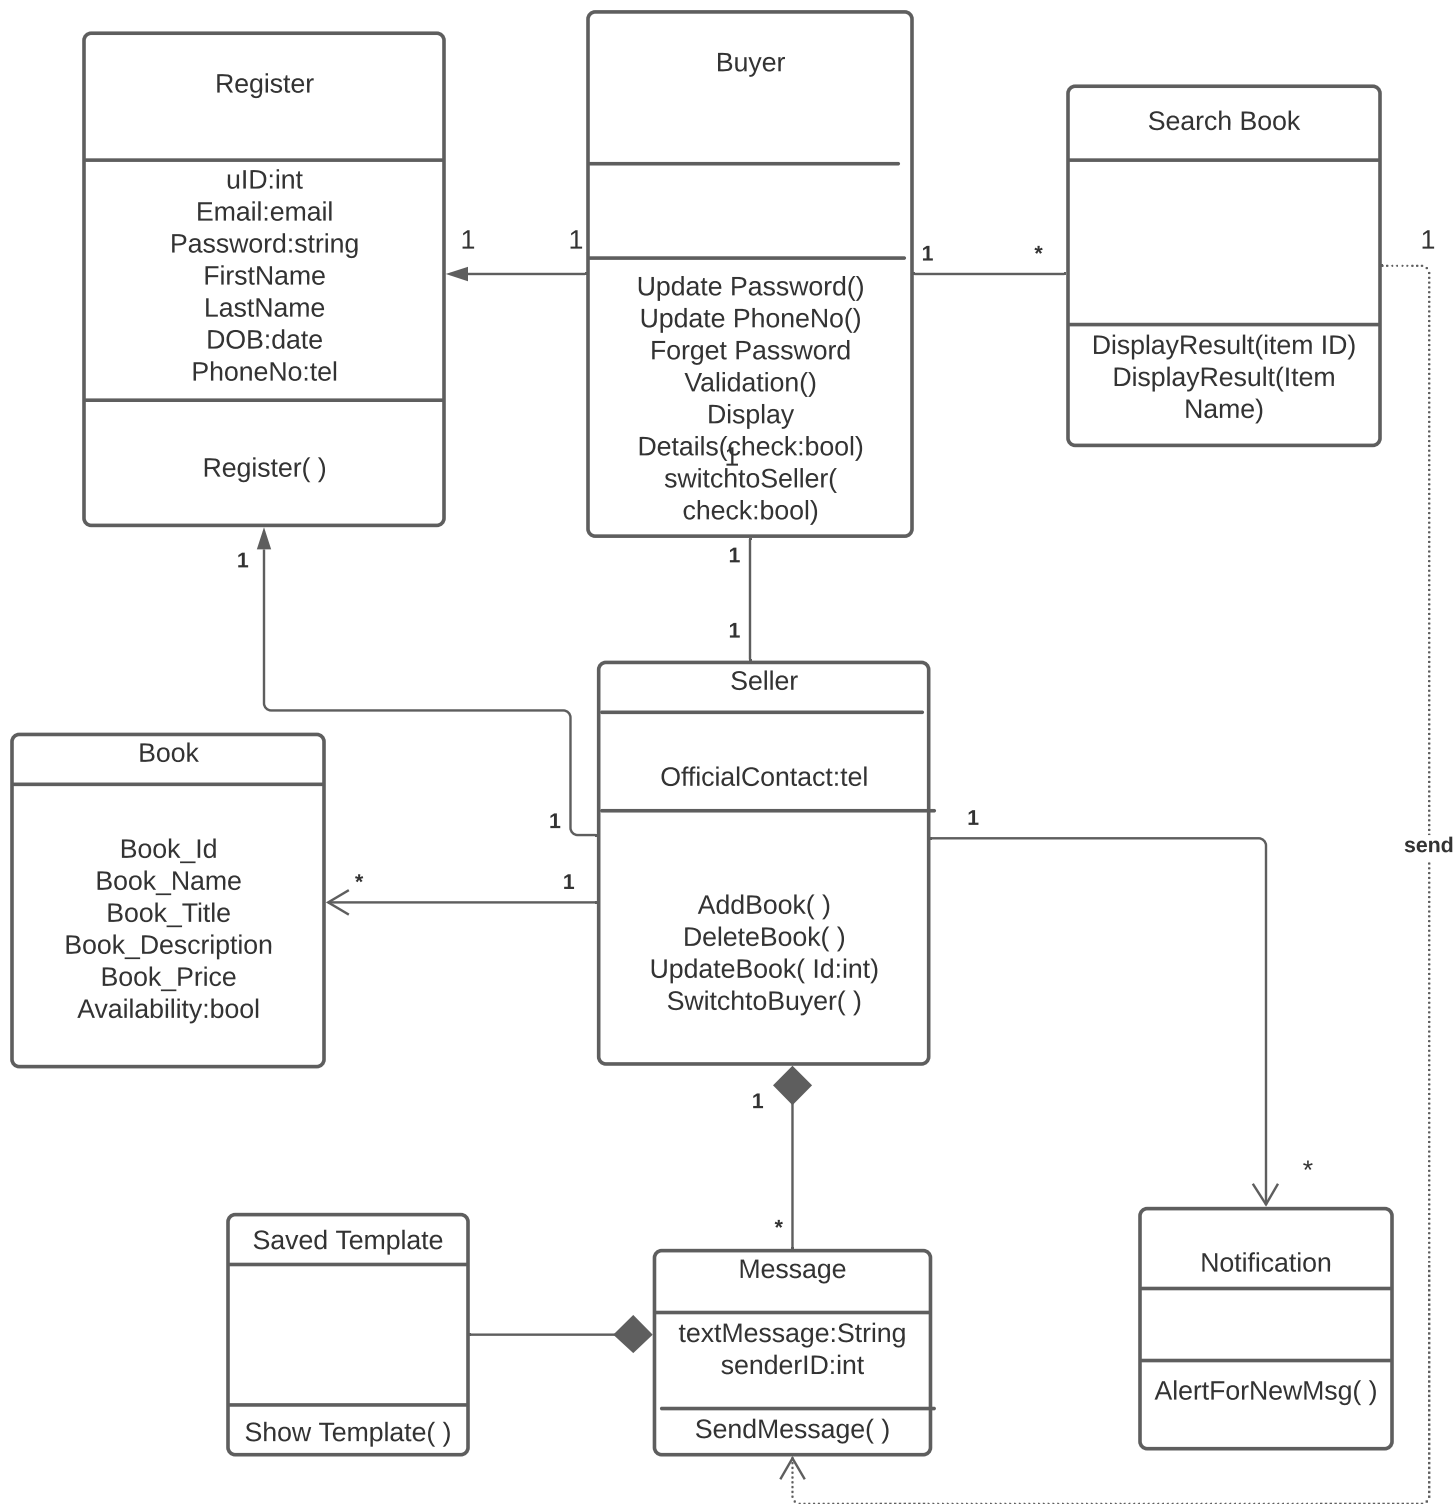 Register
uID:int
Email:email
Password:string
FirstName
LastName
DOB:date
PhoneNo:tel
Register( )
1
1
Buyer
Update Password()
Update PhoneNo()
Forget Password
Validation()
Display
Details(check:bool)
1
switchtoSeller(
check:bool)
1
*
Search Book
DisplayResult(item ID)
DisplayResult(Item
Name)
1
send
1
1
1
1
Seller
OfficialContact:tel
AddBook( )
DeleteBook( )
UpdateBook( Id:int)
SwitchtoBuyer( )
Book
Book_Id
Book_Name
Book_Title
Book_Description
Book_Price
Availability:bool
*
1
1
*
1
*
Saved Template
Show Template( )
Message
textMessage:String
senderID:int
SendMessage( )
Notification
AlertForNewMsg( )